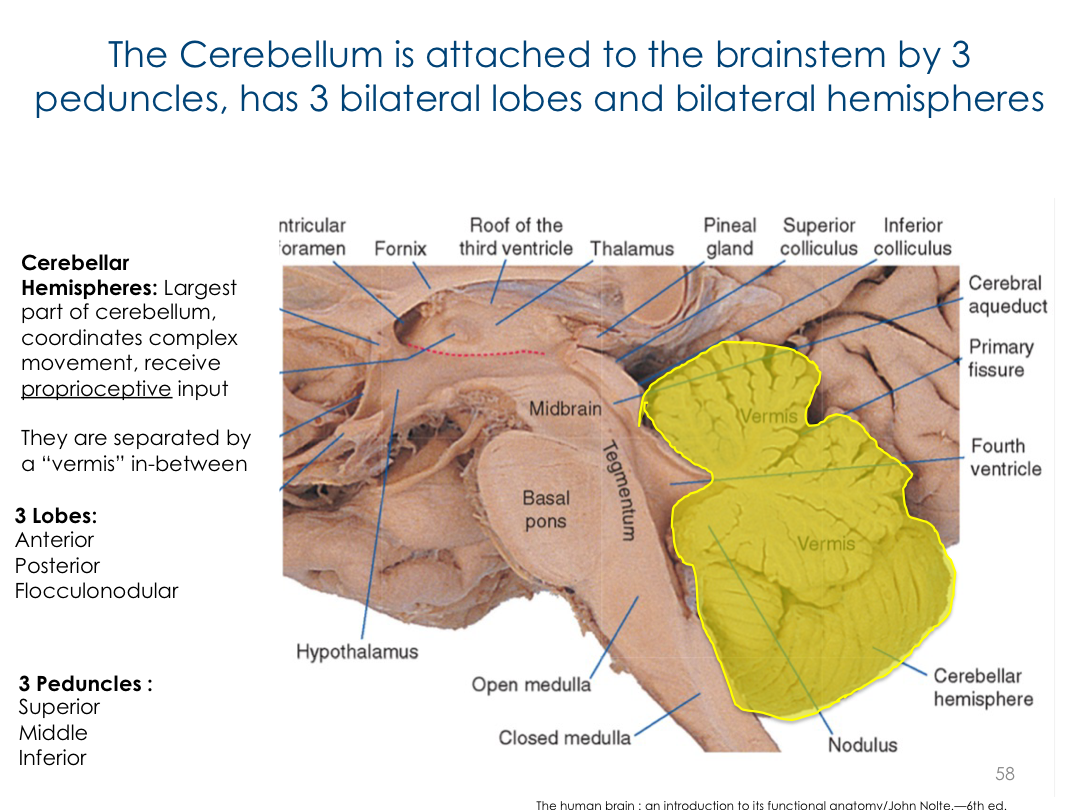 The Cerebellum is attached to the brainstem by 3
peduncles, has 3 bilateral lobes and bilateral hemispheres
Cerebellar
Hemispheres: Largest
part of cerebellum,
coordinates complex
movement, receive
proprioceptive input
They are separated by
a “vermis” in-between
3 Lobes:
Anterior
Posterior
Flocculonodular
3 Peduncles :
Superior
Middle
Inferior
ntricular
foramen
Fornix
Roof of the
third ventricle
Thalamus
Pineal
gland
Superior
colliculus
Inferior
colliculus
Cerebral
aqueduct
Primary
fissure
Midbrain
Vermis
Tegmentum
Fourth
ventricle
Basal
pons
Vermis
Hypothalamus
Open medulla
Cerebellar
hemisphere
Closed medulla
Nodulus
58
The human brain : an introduction to its functional anatomy/John Nolte.—6th ed.